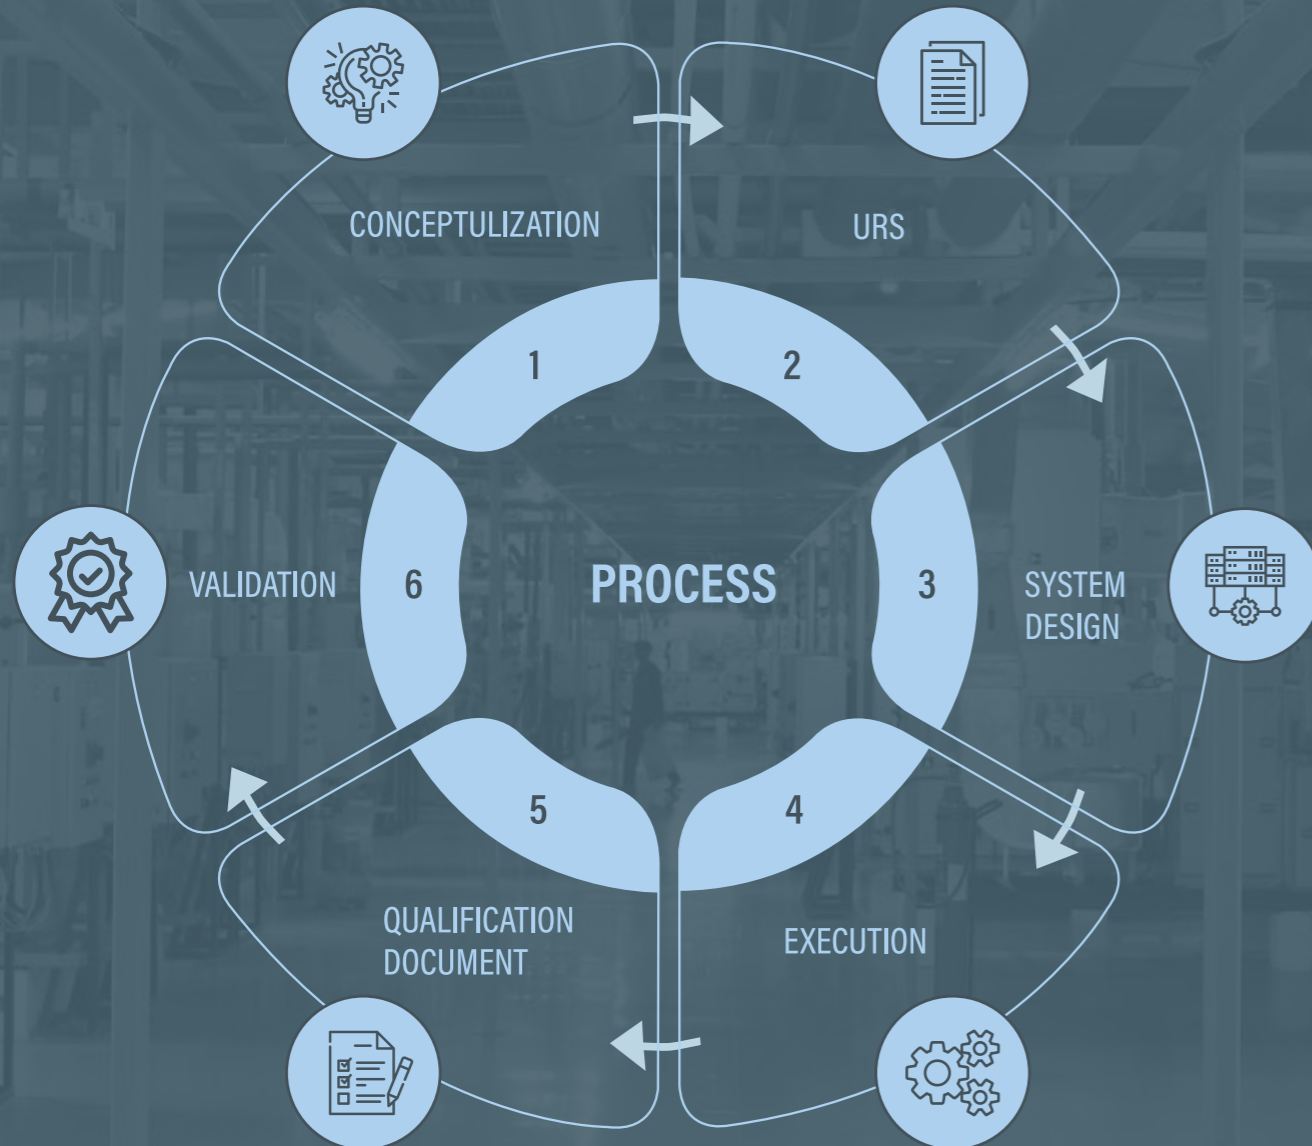 CONCEPTULIZATION
URS
1
2
VALIDATION
6
PROCESS
3
SYSTEM
DESIGN
5
4
QUALIFICATION
DOCUMENT
EXECUTION